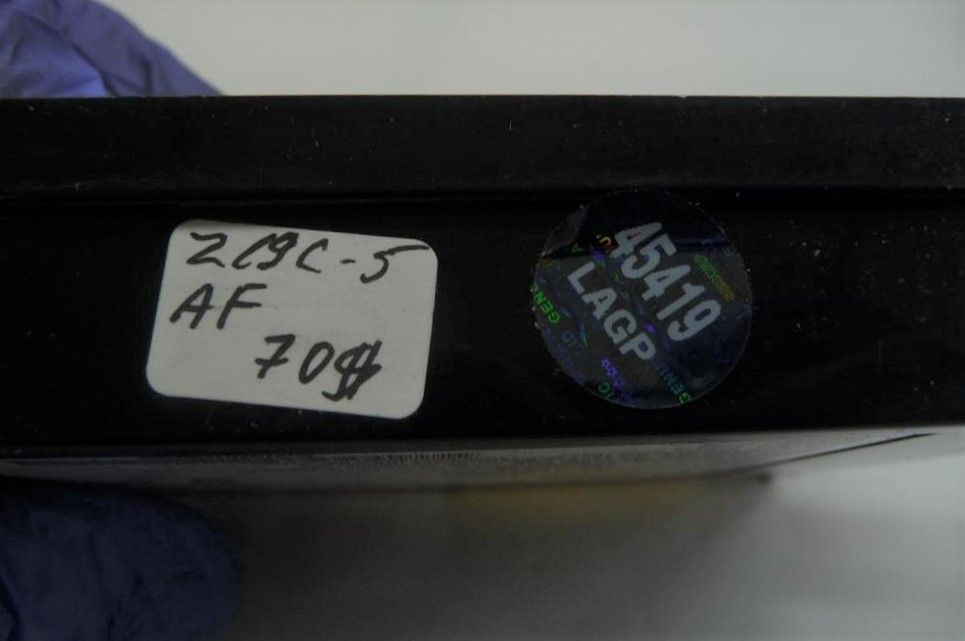 ZC9C-5
AF
70$
45419
LAGP